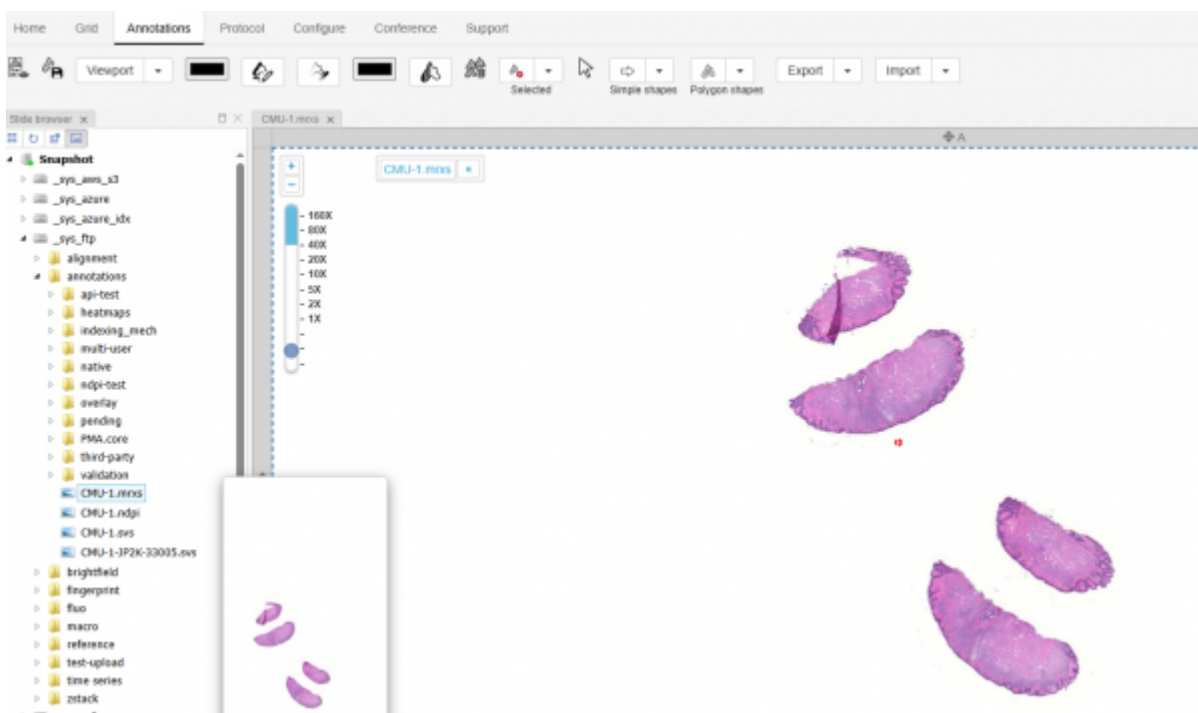 Home Grid Annotations Protocol Configure Conference Support
Viewport Export Import
Selected Simple shapes Polygon shapes
Slide browser CMU-1.mrxs
A
Snapshot
CMU-1.mrxs
_sys_aws_s3
_sys_azure
_sys_azure_idx
_sys_ftp
alignment
annotations
api-test
heatmaps
indexing_mech
multi-user
native
ndpi-test
overlay
pending
PMA.core
third-party
validation
CMU-1.mrxs
CMU-1.ndpi
CMU-1.svs
CMU-1-JP2K-33005.svs
brightfield
fingerprint
fluo
macro
reference
test-upload
time series
zstack
160X
80X
40X
20X
10X
5X
2X
1X